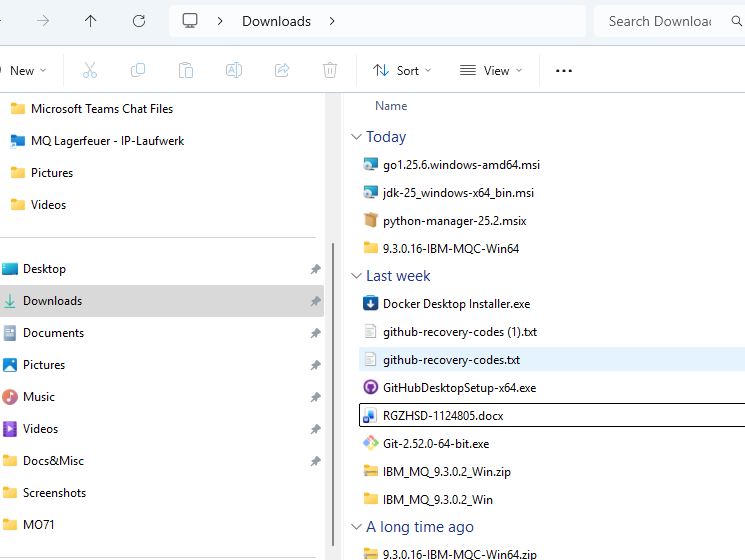 Downloads
Search Downloac
New
Sort
View
Microsoft Teams Chat Files
MQ Lagerfeuer - IP-Laufwerk
Pictures
Videos
Desktop
Downloads
Documents
Pictures
Music
Videos
Docs&Misc
Screenshots
MO71
Name
Today
go1.25.6.windows-amd64.msi
jdk-25_windows-x64_bin.msi
python-manager-25.2.msix
9.3.0.16-IBM-MQC-Win64
Last week
Docker Desktop Installer.exe
github-recovery-codes (1).txt
github-recovery-codes.txt
GitHubDesktopSetup-x64.exe
RGZHSD-1124805.docx
Git-2.52.0-64-bit.exe
IBM_MQ_9.3.0.2_Win.zip
IBM_MQ_9.3.0.2_Win
A long time ago
9.3.0.16-IBM-MQC-Win64.zip